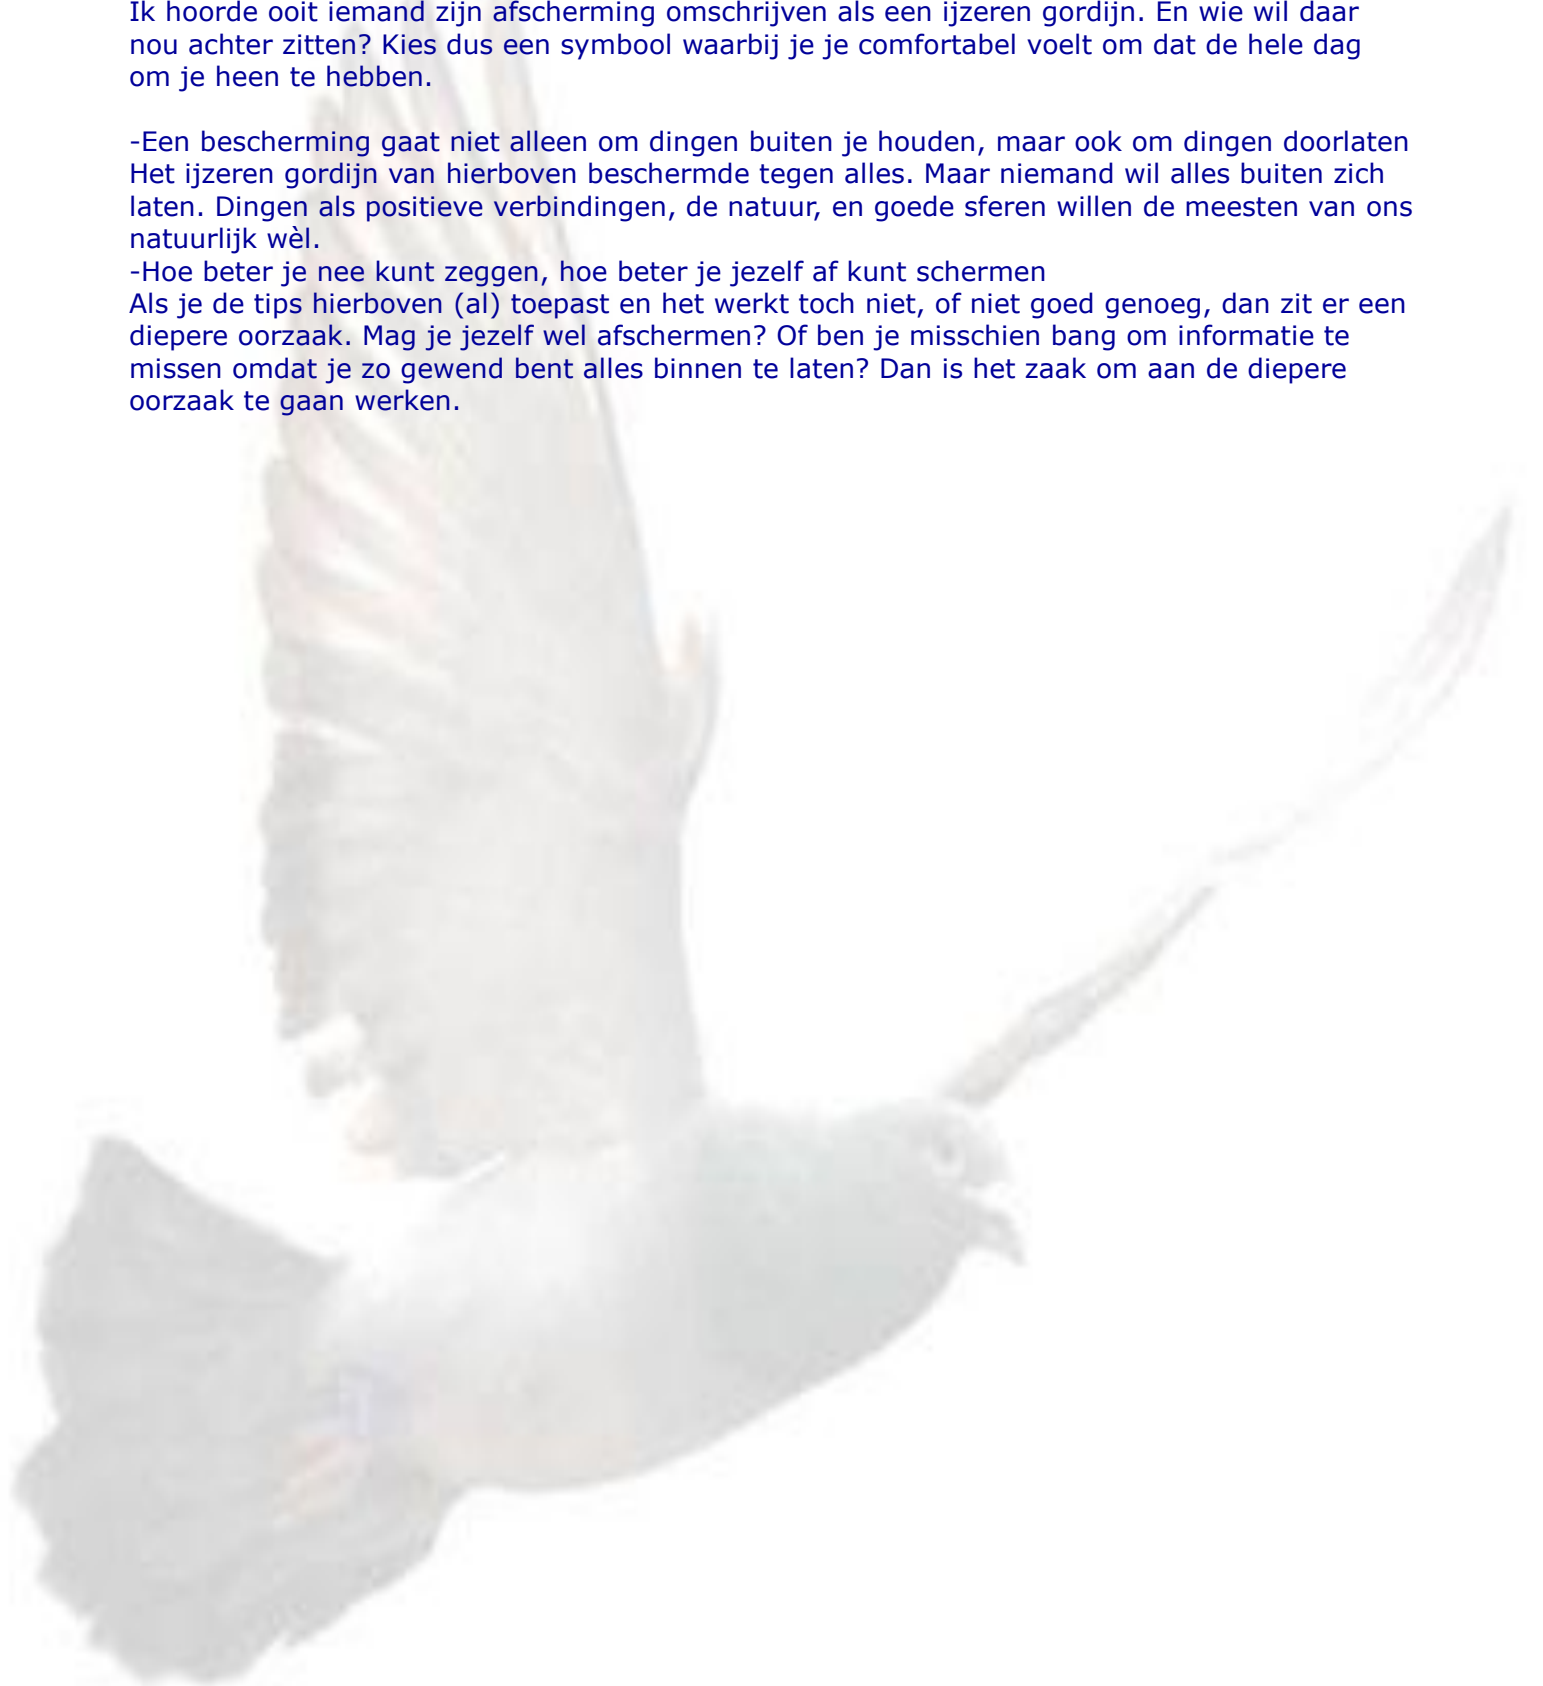 Ik hoorde ooit iemand zijn afscherming omschrijven als een ijzeren gordijn. En wie wil daar
nou achter zitten? Kies dus een symbool waarbij je je comfortabel voelt om dat de hele dag
om je heen te hebben.
-Een bescherming gaat niet alleen om dingen buiten je houden, maar ook om dingen doorlaten
Het ijzeren gordijn van hierboven beschermde tegen alles. Maar niemand wil alles buiten zich
laten. Dingen als positieve verbindingen, de natuur, en goede sferen willen de meesten van ons
natuurlijk wèl.
-Hoe beter je nee kunt zeggen, hoe beter je jezelf af kunt schermen
Als je de tips hierboven (al) toepast en het werkt toch niet, of niet goed genoeg, dan zit er een
diepere oorzaak. Mag je jezelf wel afschermen? Of ben je misschien bang om informatie te
missen omdat je zo gewend bent alles binnen te laten? Dan is het zaak om aan de diepere
oorzaak te gaan werken.